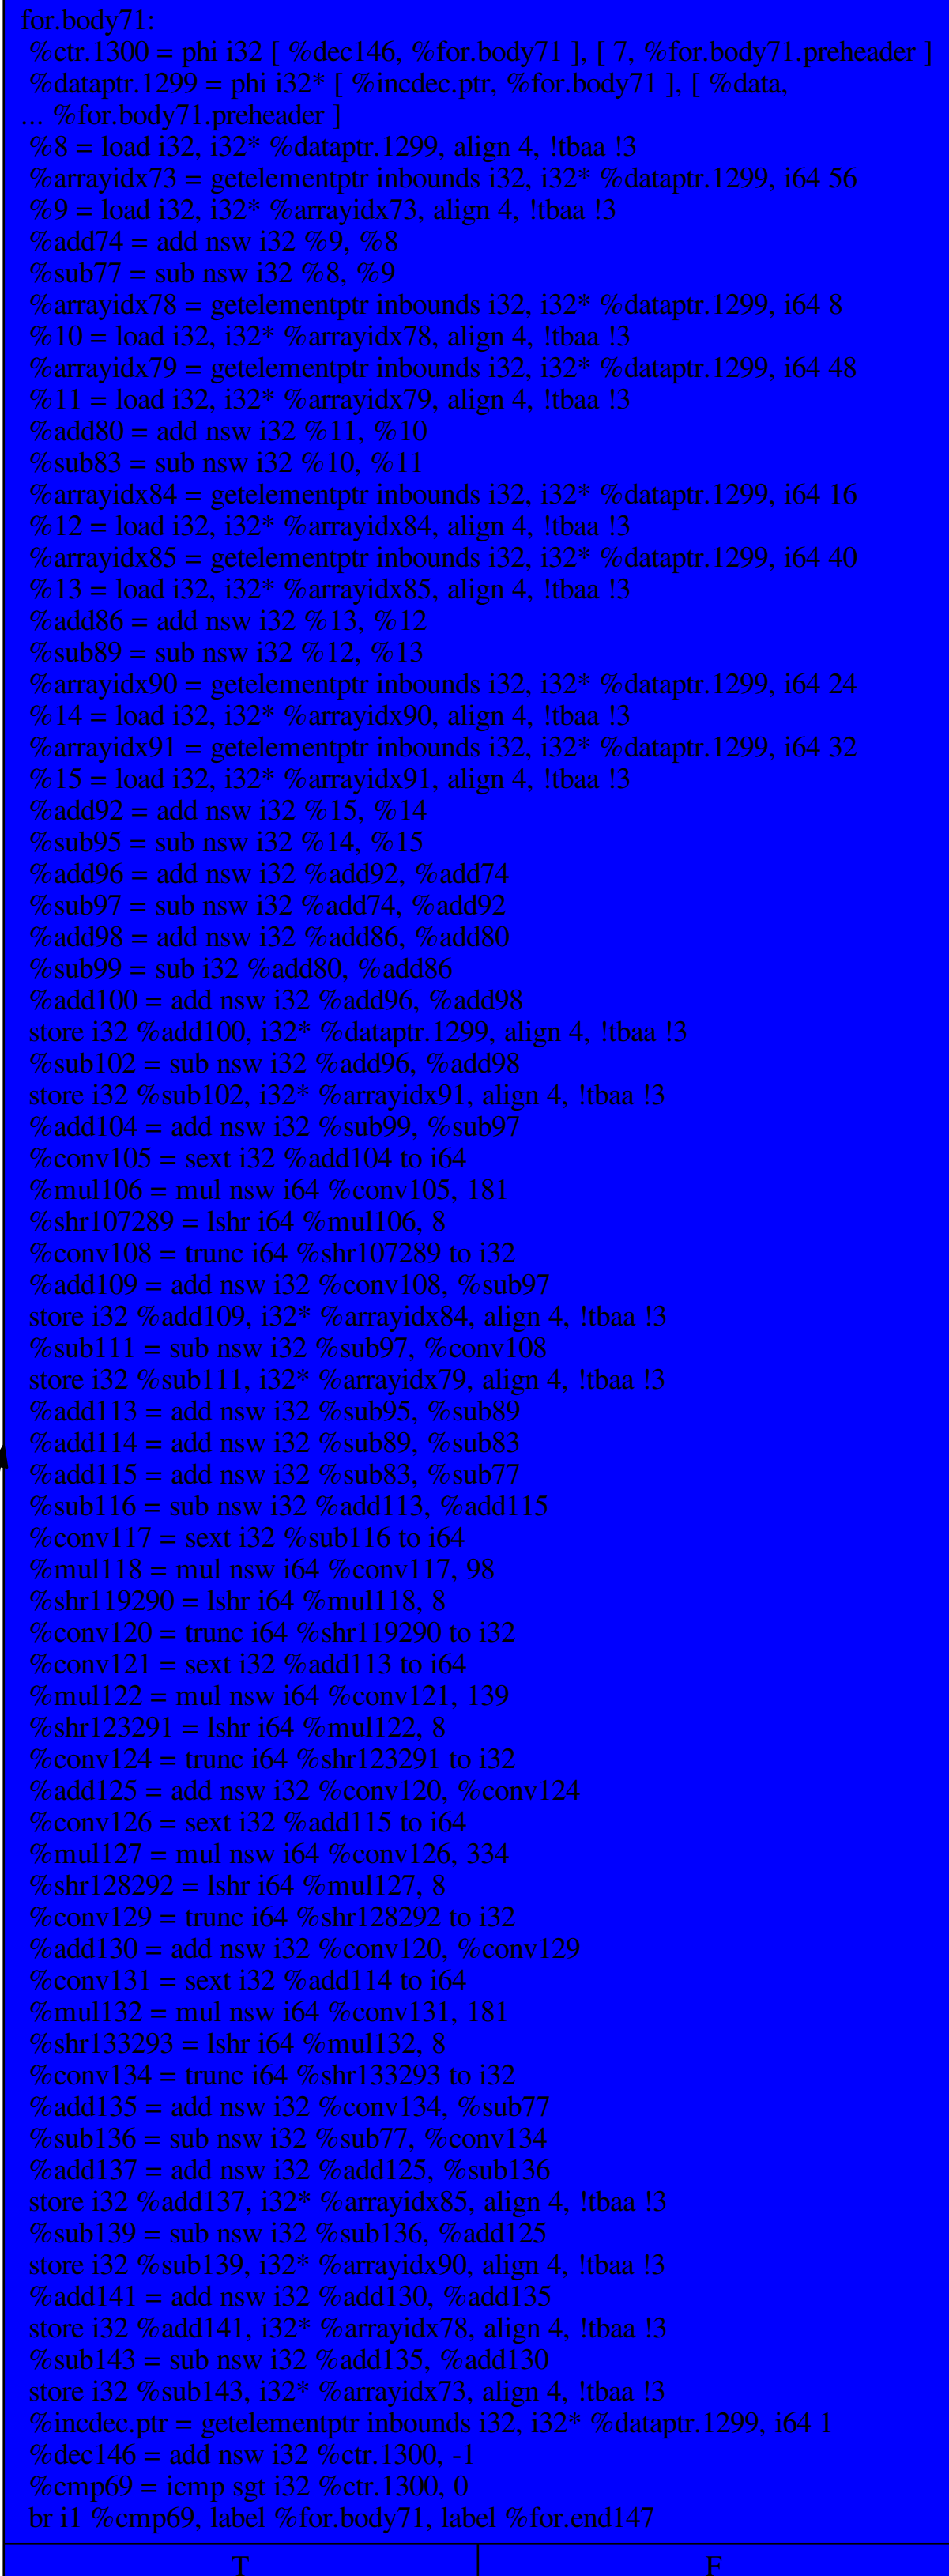 for.body71:
%ctr.1300 = phi i32 [ %dec146, %for.body71 ], [ 7, %for.body71.preheader ]
%dataptr.1299 = phi i32* [ %incdec.ptr, %for.body71 ], [ %data,
... %for.body71.preheader ]
%8 = load i32, i32* %dataptr.1299, align 4, !tbaa !3
%arrayidx73 = getelementptr inbounds i32, i32* %dataptr.1299, i64 56
%9 = load i32, i32* %arrayidx73, align 4, !tbaa !3
%add74 = add nsw i32 %9, %8
%sub77 = sub nsw i32 %8, %9
%arrayidx78 = getelementptr inbounds i32, i32* %dataptr.1299, i64 8
%10 = load i32, i32* %arrayidx78, align 4, !tbaa !3
%arrayidx79 = getelementptr inbounds i32, i32* %dataptr.1299, i64 48
%11 = load i32, i32* %arrayidx79, align 4, !tbaa !3
%add80 = add nsw i32 %11, %10
%sub83 = sub nsw i32 %10, %11
%arrayidx84 = getelementptr inbounds i32, i32* %dataptr.1299, i64 16
%12 = load i32, i32* %arrayidx84, align 4, !tbaa !3
%arrayidx85 = getelementptr inbounds i32, i32* %dataptr.1299, i64 40
%13 = load i32, i32* %arrayidx85, align 4, !tbaa !3
%add86 = add nsw i32 %13, %12
%sub89 = sub nsw i32 %12, %13
%arrayidx90 = getelementptr inbounds i32, i32* %dataptr.1299, i64 24
%14 = load i32, i32* %arrayidx90, align 4, !tbaa !3
%arrayidx91 = getelementptr inbounds i32, i32* %dataptr.1299, i64 32
%15 = load i32, i32* %arrayidx91, align 4, !tbaa !3
%add92 = add nsw i32 %15, %14
%sub95 = sub nsw i32 %14, %15
%add96 = add nsw i32 %add92, %add74
%sub97 = sub nsw i32 %add74, %add92
%add98 = add nsw i32 %add86, %add80
%sub99 = sub i32 %add80, %add86
%add100 = add nsw i32 %add96, %add98
store i32 %add100, i32* %dataptr.1299, align 4, !tbaa !3
%sub102 = sub nsw i32 %add96, %add98
store i32 %sub102, i32* %arrayidx91, align 4, !tbaa !3
%add104 = add nsw i32 %sub99, %sub97
%conv105 = sext i32 %add104 to i64
%mul106 = mul nsw i64 %conv105, 181
%shr107289 = lshr i64 %mul106, 8
%conv108 = trunc i64 %shr107289 to i32
%add109 = add nsw i32 %conv108, %sub97
store i32 %add109, i32* %arrayidx84, align 4, !tbaa !3
%sub111 = sub nsw i32 %sub97, %conv108
store i32 %sub111, i32* %arrayidx79, align 4, !tbaa !3
%add113 = add nsw i32 %sub95, %sub89
%add114 = add nsw i32 %sub89, %sub83
%add115 = add nsw i32 %sub83, %sub77
%sub116 = sub nsw i32 %add113, %add115
%conv117 = sext i32 %sub116 to i64
%mul118 = mul nsw i64 %conv117, 98
%shr119290 = lshr i64 %mul118, 8
%conv120 = trunc i64 %shr119290 to i32
%conv121 = sext i32 %add113 to i64
%mul122 = mul nsw i64 %conv121, 139
%shr123291 = lshr i64 %mul122, 8
%conv124 = trunc i64 %shr123291 to i32
%add125 = add nsw i32 %conv120, %conv124
%conv126 = sext i32 %add115 to i64
%mul127 = mul nsw i64 %conv126, 334
%shr128292 = lshr i64 %mul127, 8
%conv129 = trunc i64 %shr128292 to i32
%add130 = add nsw i32 %conv120, %conv129
%conv131 = sext i32 %add114 to i64
%mul132 = mul nsw i64 %conv131, 181
%shr133293 = lshr i64 %mul132, 8
%conv134 = trunc i64 %shr133293 to i32
%add135 = add nsw i32 %conv134, %sub77
%sub136 = sub nsw i32 %sub77, %conv134
%add137 = add nsw i32 %add125, %sub136
store i32 %add137, i32* %arrayidx85, align 4, !tbaa !3
%sub139 = sub nsw i32 %sub136, %add125
store i32 %sub139, i32* %arrayidx90, align 4, !tbaa !3
%add141 = add nsw i32 %add130, %add135
store i32 %add141, i32* %arrayidx78, align 4, !tbaa !3
%sub143 = sub nsw i32 %add135, %add130
store i32 %sub143, i32* %arrayidx73, align 4, !tbaa !3
%incdec.ptr = getelementptr inbounds i32, i32* %dataptr.1299, i64 1
%dec146 = add nsw i32 %ctr.1300, -1
%cmp69 = icmp sgt i32 %ctr.1300, 0
br i1 %cmp69, label %for.body71, label %for.end147
T F